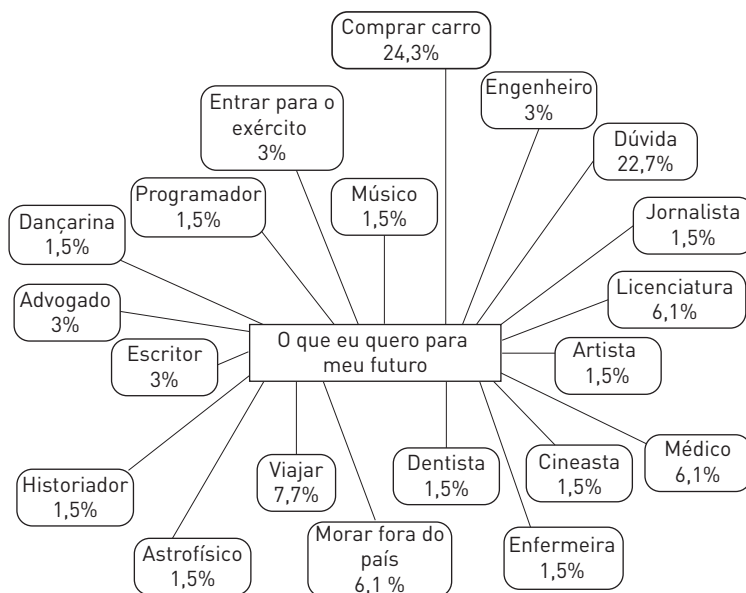 Comprar carro
24,3%
Engenheiro
3%
Entrar para o
exército
3%
Dúvida
22,7%
Programador
1,5%
Músico
1,5%
Jornalista
1,5%
Dançarina
1,5%
Licenciatura
6,1%
Advogado
3%
O que eu quero para
meu futuro
Escritor
3%
Artista
1,5%
Médico
6,1%
Dentista
1,5%
Cineasta
1,5%
Viajar
7,7%
Historiador
1,5%
Morar fora do
país
6,1 %
Enfermeira
1,5%
Astrofísico
1,5%